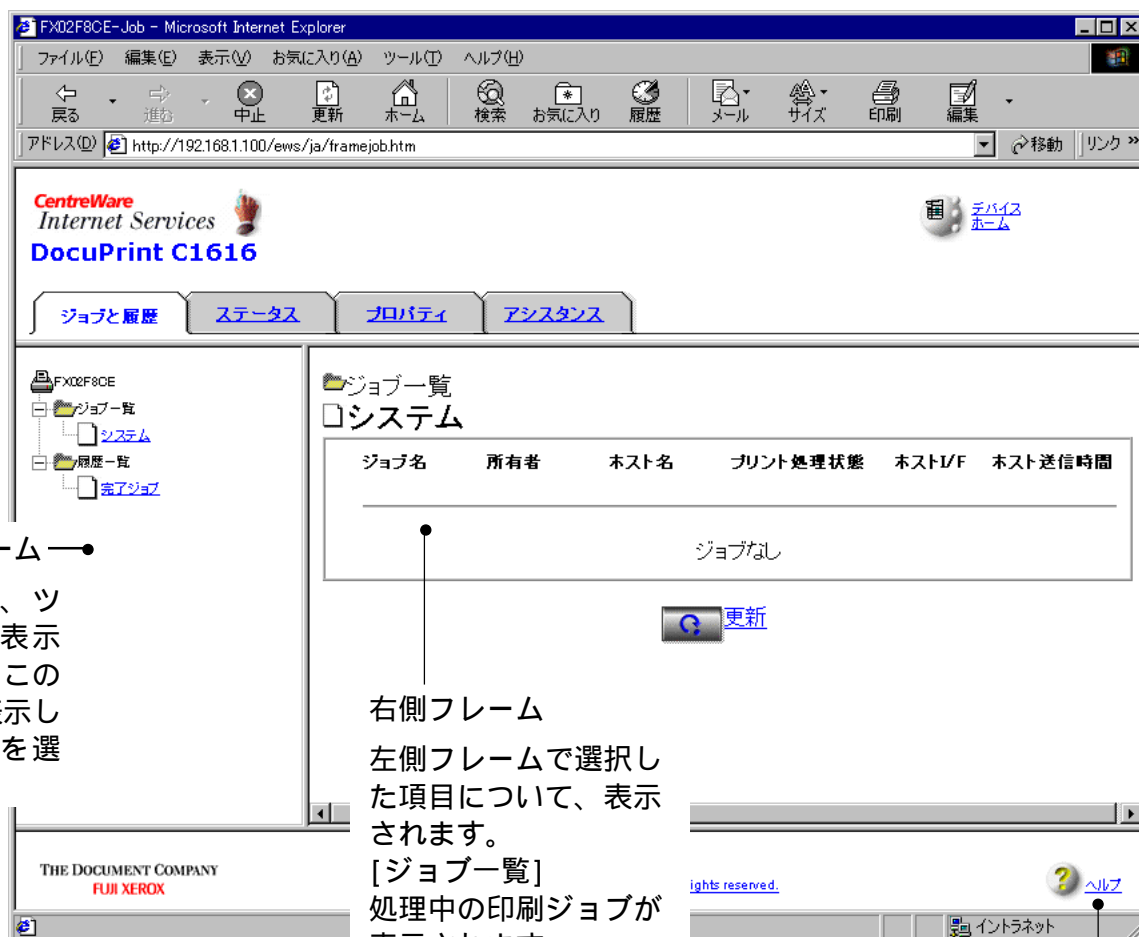 FX02F8CE-Job - Microsoft Internet Explorer
ファイル(F) 編集(E) 表示(V) お気に入り(A) ツール(T) ヘルプ(H)
戻る 進む 中止 更新 ホーム 検索 お気に入り 履歴 メール サイズ 印刷 編集
アドレス(D) http://192.168.1.100/ews/ja/framejob.htm 移動 リンク »
CentreWare
Internet Services
DocuPrint C1616
デバイス
ホーム
ジョブと履歴 ステータス プロパティ アシスタンス
FX02F8CE
ジョブ一覧
システム
履歴一覧
完了ジョブ
ーム
、ツ
表示
この
示し
を選
ジョブ一覧
システム
ジョブ名 所有者 ホスト名 プリント処理状態 ホストI/F ホスト送信時間
ジョブなし
更新
右側フレーム
左側フレームで選択し
た項目について、表示
されます。
[ジョブ一覧]
処理中の印刷ジョブが
THE DOCUMENT COMPANY
FUJI XEROX
ights reserved.
ヘルプ
イントラネット